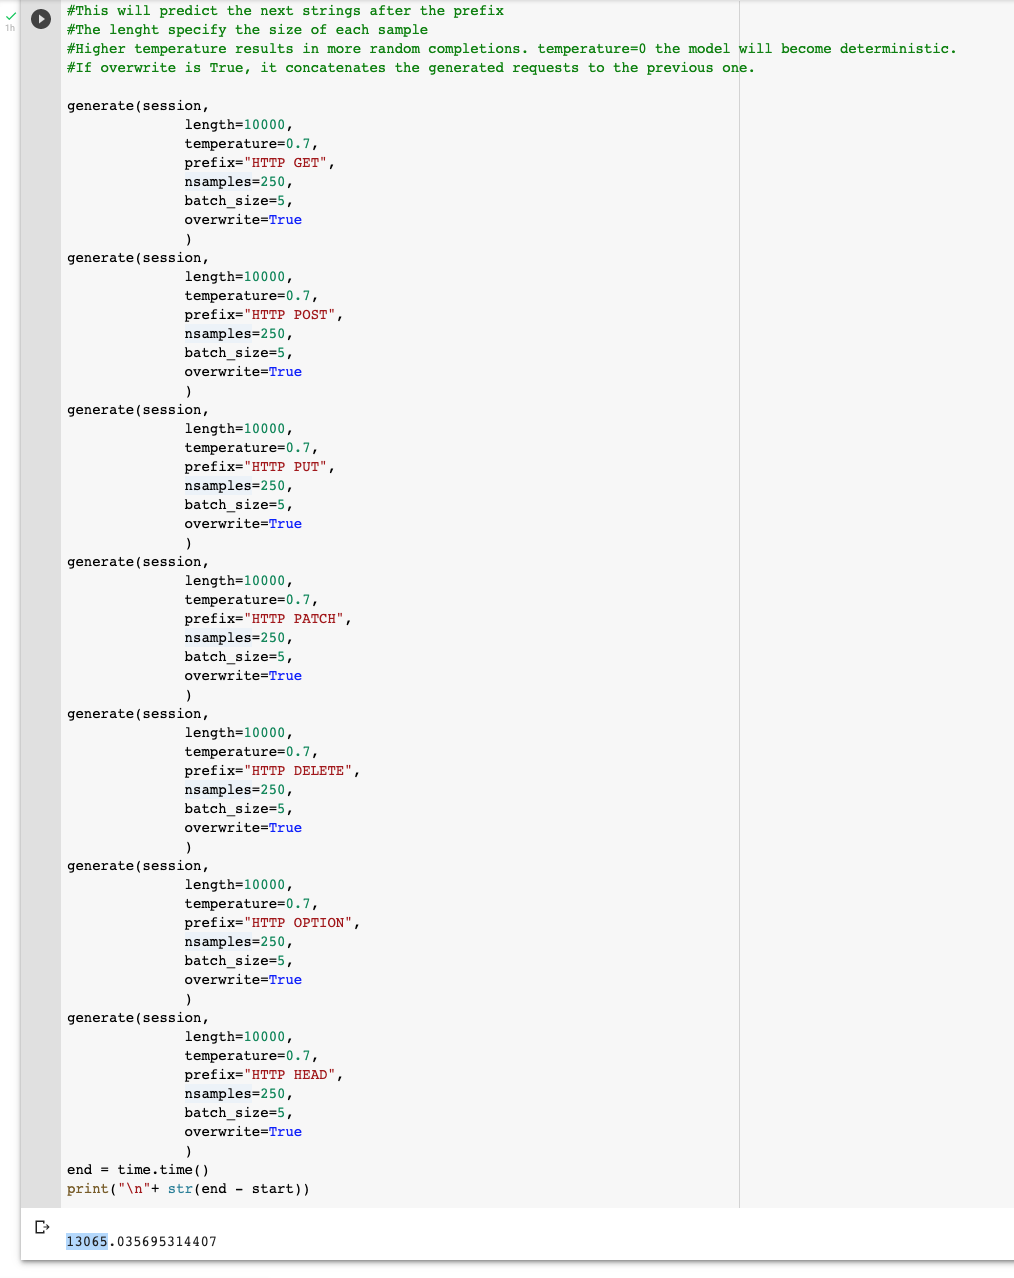 #This will predict the next strings after the prefix
#The lenght specify the size of each sample
#Higher temperature results in more random completions. temperature=0 the model will become deterministic.
#If overwrite is True, it concatenates the generated requests to the previous one.
1h
generate(session,
length=10000,
temperature=0.7,
prefix="HTTP GET",
nsamples=250,
batch_size=5,
overwrite=True
)
generate(session,
length=10000,
temperature=0.7,
prefix="HTTP POST",
nsamples=250,
batch_size=5,
overwrite=True
)
generate(session,
length=10000,
temperature=0.7,
prefix="HTTP PUT",
nsamples=250,
batch_size=5,
overwrite=True
)
generate(session,
length=10000,
temperature=0.7,
prefix="HTTP PATCH",
nsamples=250,
batch_size=5,
overwrite=True
)
generate(session,
length=10000,
temperature=0.7,
prefix="HTTP DELETE",
nsamples=250,
batch_size=5,
overwrite=True
)
generate(session,
length=10000,
temperature=0.7,
prefix="HTTP OPTION",
nsamples=250,
batch_size=5,
overwrite=True
)
generate(session,
length=10000,
temperature=0.7,
prefix="HTTP HEAD",
nsamples=250,
batch_size=5,
overwrite=True
)
end = time.time()
print("\n"+ str(end - start))
13065.035695314407